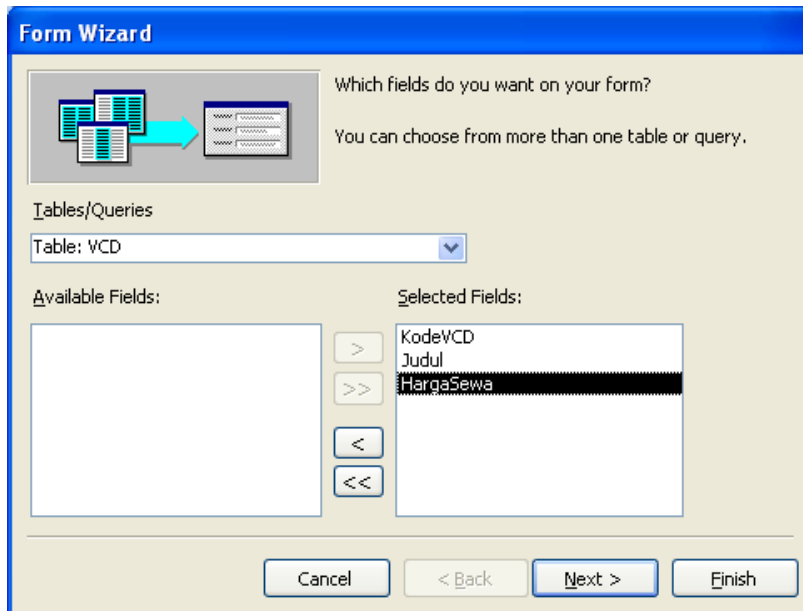 Form Wizard
Which fields do you want on your form?
You can choose from more than one table or query.
Tables/Queries
Table: VCD
Available Fields:
Selected Fields:
KodeVCD
Judul
HargaSewa
>
>>
<
<<
Cancel
< Back
Next >
Finish